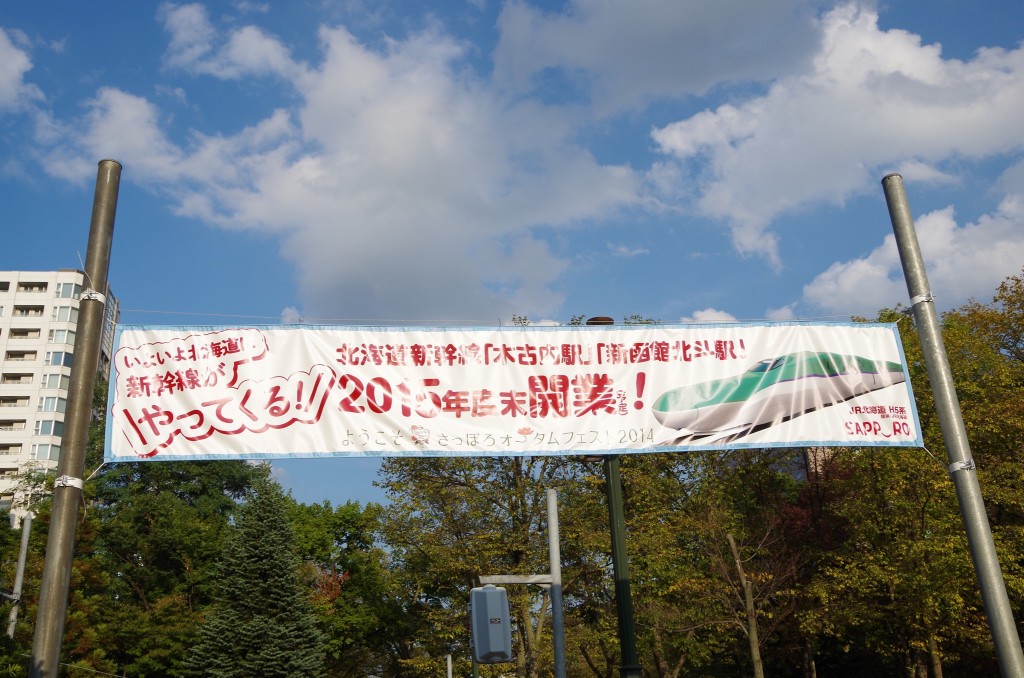 いよいよ北海道に
新幹線が
やってくる!!
北海道新幹線「木古内駅」「新函館北斗駅」
2015年度末開業予定!
ようこそ さっぽろオータムフェスト2014
JR北海道 H5系
SAPP_RO